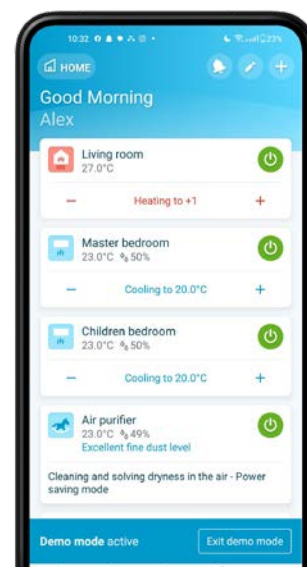 10:32
23%
HOME
Good Morning
Alex
Living room
27.0°C
− Heating to +1 +
Master bedroom
23.0°C 50%
− Cooling to 20.0°C +
Children bedroom
23.0°C 50%
− Cooling to 20.0°C +
Air purifier
23.0°C 49%
Excellent fine dust level
Cleaning and solving dryness in the air - Power
saving mode
Demo mode active
Exit demo mode